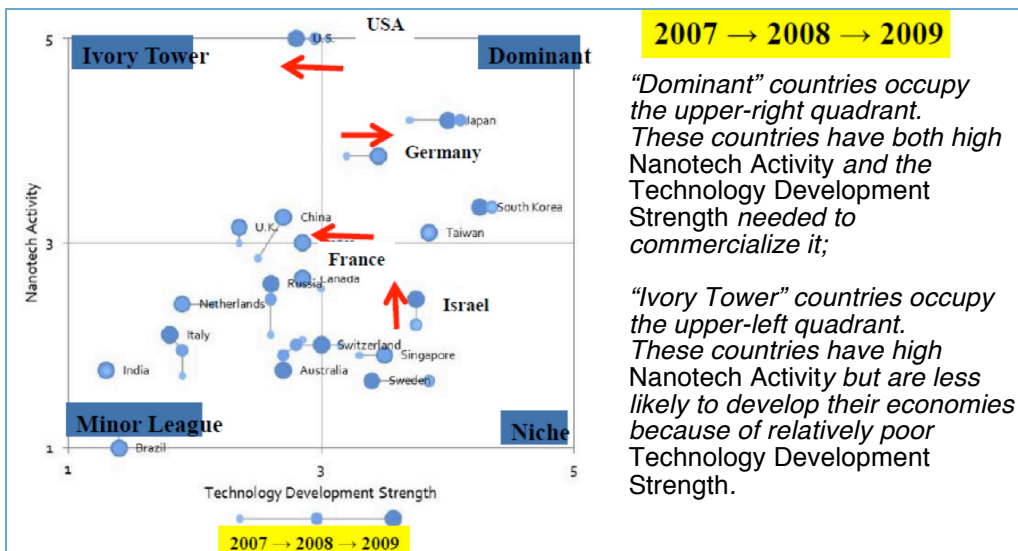 USA
5
U.S.
Ivory Tower
Dominant
Japan
Germany
South Korea
China
U.K.
Taiwan
3
France
Canada
Russia
Netherlands
Israel
Italy
Switzerland
Singapore
India
Australia
Sweden
Minor League
Niche
1
Brazil
1
3
5
Nanotech Activity
Technology Development Strength
2007 → 2008 → 2009
2007 → 2008 → 2009
“Dominant” countries occupy
the upper-right quadrant.
These countries have both high
Nanotech Activity and the
Technology Development
Strength needed to
commercialize it;
“Ivory Tower” countries occupy
the upper-left quadrant.
These countries have high
Nanotech Activity but are less
likely to develop their economies
because of relatively poor
Technology Development
Strength.